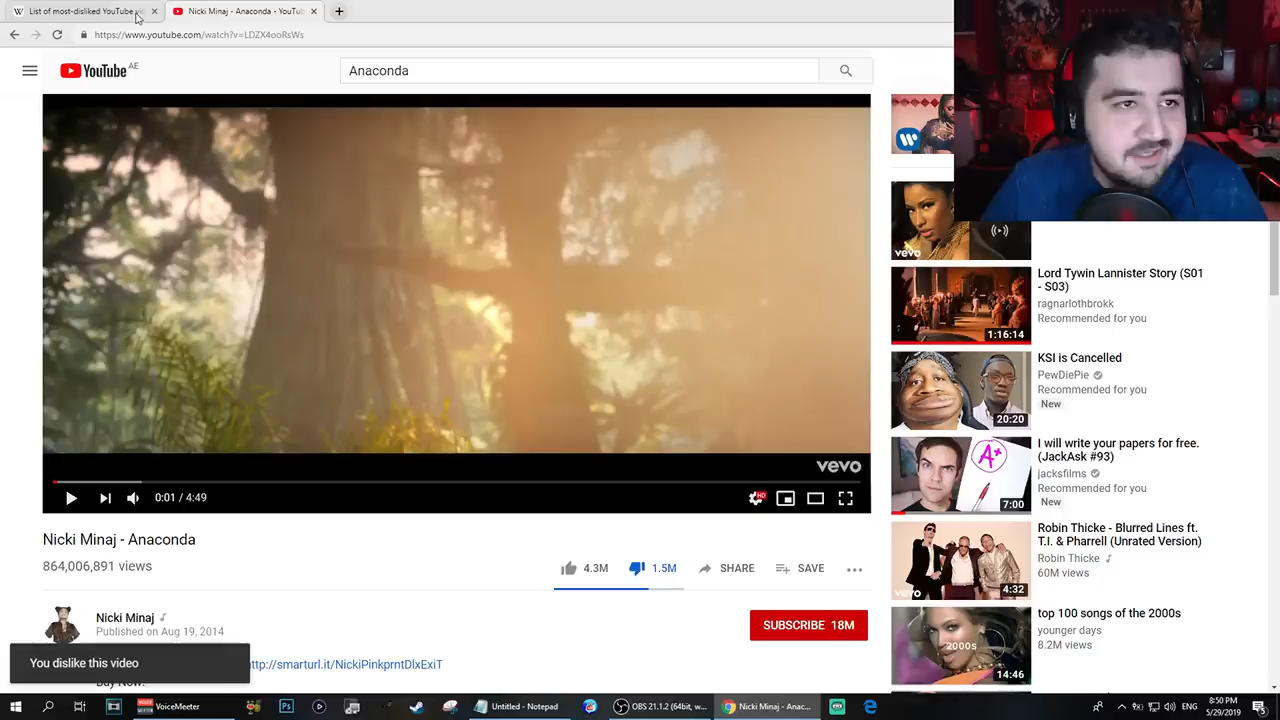 List of most-disliked YouTube vi
Nicki Minaj - Anaconda - YouTub
https://www.youtube.com/watch?v=LDZX4ooRsWs
YouTube AE
Anaconda
vevo
0:01 / 4:49
HD
vevo
Nicki Minaj - Anaconda
864,006,891 views
4.3M
1.5M
SHARE
SAVE
Nicki Minaj
Published on Aug 19, 2014
SUBSCRIBE 18M
You dislike this video
http://smarturl.it/NickiPinkprntDlxExiT
Buy Now!
Lord Tywin Lannister Story (S01
- S03)
ragnarlothbrokk
Recommended for you
1:16:14
KSI is Cancelled
PewDiePie
Recommended for you
New
20:20
I will write your papers for free.
(JackAsk #93)
jacksfilms
Recommended for you
New
A+
7:00
Robin Thicke - Blurred Lines ft.
T.I. & Pharrell (Unrated Version)
Robin Thicke
60M views
vevo
4:32
top 100 songs of the 2000s
younger days
8.2M views
2000s
14:46
VoiceMeeter
Untitled - Notepad
OBS 21.1.2 (64bit, w...
Nicki Minaj - Anac...
ENG
8:50 PM
5/29/2019